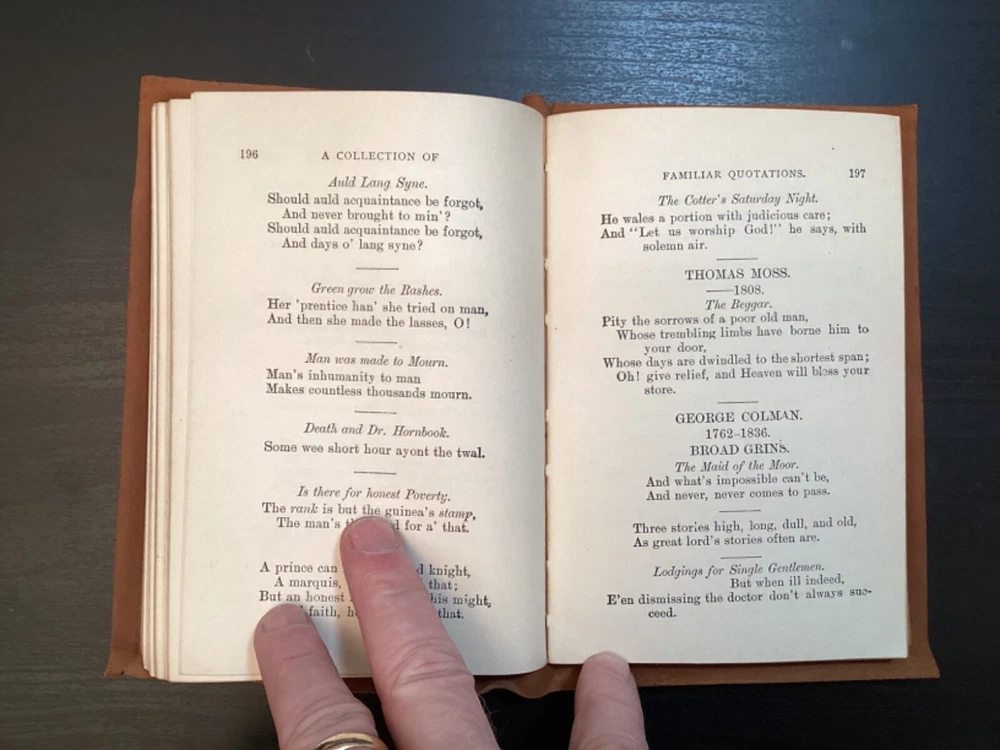 196
A COLLECTION OF
Auld Lang Syne.
Should auld acquaintance be forgot,
And never brought to min'?
Should auld acquaintance be forgot,
And days o' lang syne?
Green grow the Rashes.
Her 'prentice han' she tried on man,
And then she made the lasses, O!
Man was made to Mourn.
Man's inhumanity to man
Makes countless thousands mourn.
Death and Dr. Hornbook.
Some wee short hour ayont the twal.
Is there for honest Poverty.
The rank is but the guinea's stamp,
The man's for a' that.
A prince can knight,
A marquis, that;
But an honest his might,
faith, that.
FAMILIAR QUOTATIONS.
197
The Cotter's Saturday Night.
He wales a portion with judicious care;
And "Let us worship God!" he says, with
solemn air.
THOMAS MOSS.
——1808.
The Beggar.
Pity the sorrows of a poor old man,
Whose trembling limbs have borne him to
your door,
Whose days are dwindled to the shortest span;
Oh! give relief, and Heaven will bless your
store.
GEORGE COLMAN.
1762-1836.
BROAD GRINS.
The Maid of the Moor.
And what's impossible can't be,
And never, never comes to pass.
Three stories high, long, dull, and old,
As great lord's stories often are.
Lodgings for Single Gentlemen.
But when ill indeed,
E'en dismissing the doctor don't always suc-
ceed.